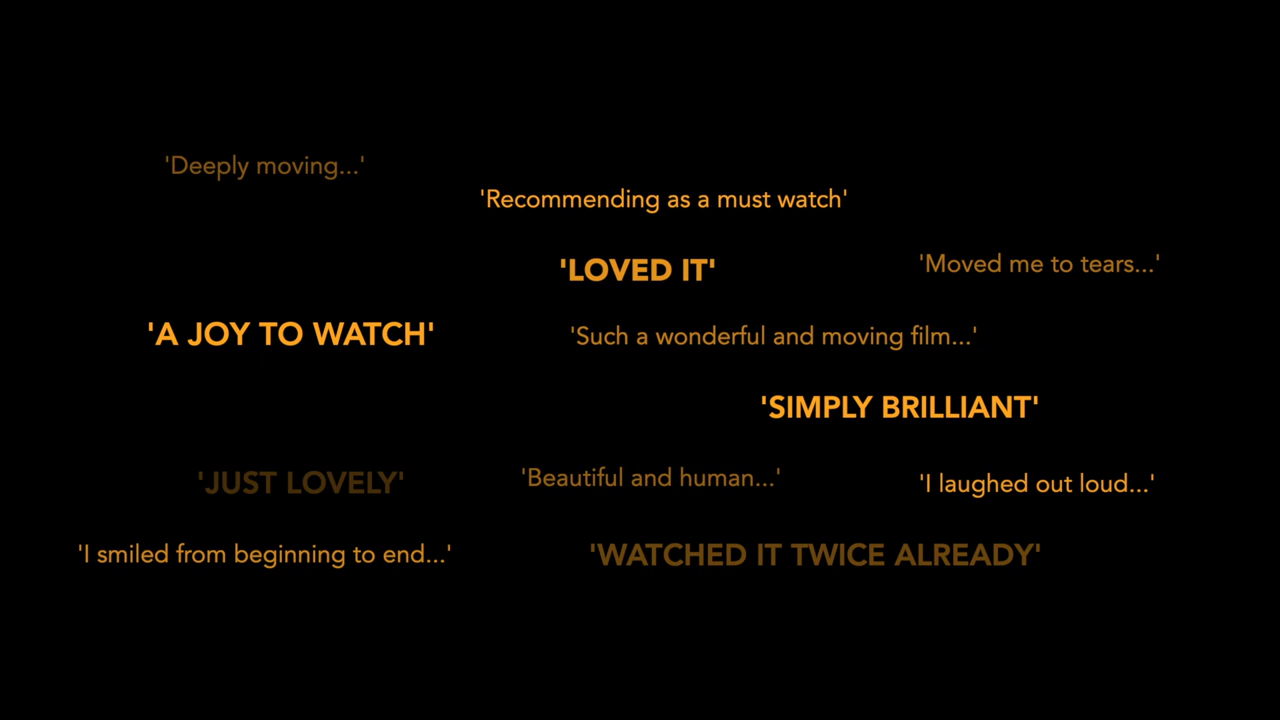 'Deeply moving...'
'Recommending as a must watch'
'LOVED IT'
'Moved me to tears...'
'A JOY TO WATCH'
'Such a wonderful and moving film...'
'SIMPLY BRILLIANT'
'JUST LOVELY'
'Beautiful and human...'
'I laughed out loud...'
'I smiled from beginning to end...'
'WATCHED IT TWICE ALREADY'